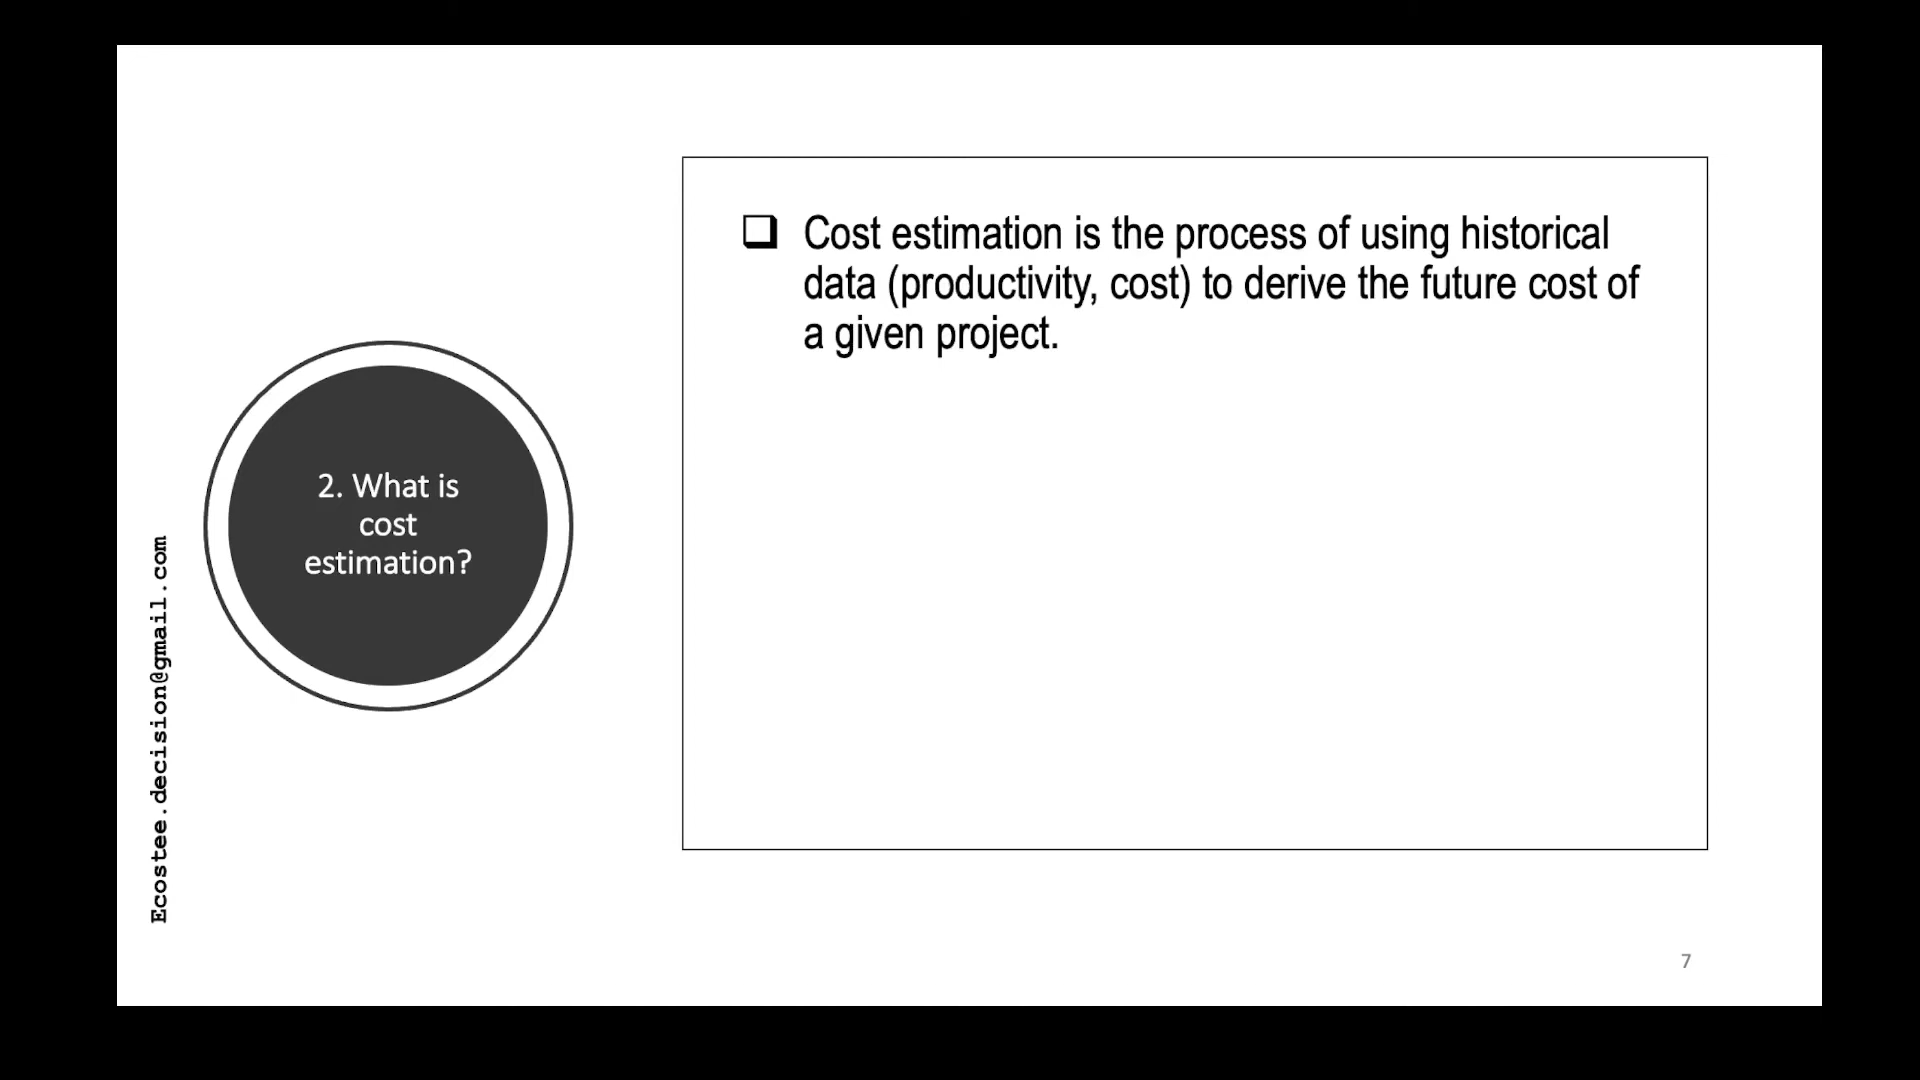 2. What is
cost
estimation?
Cost estimation is the process of using historical
data (productivity, cost) to derive the future cost of
a given project.
Ecostee.decision@gmail.com
7